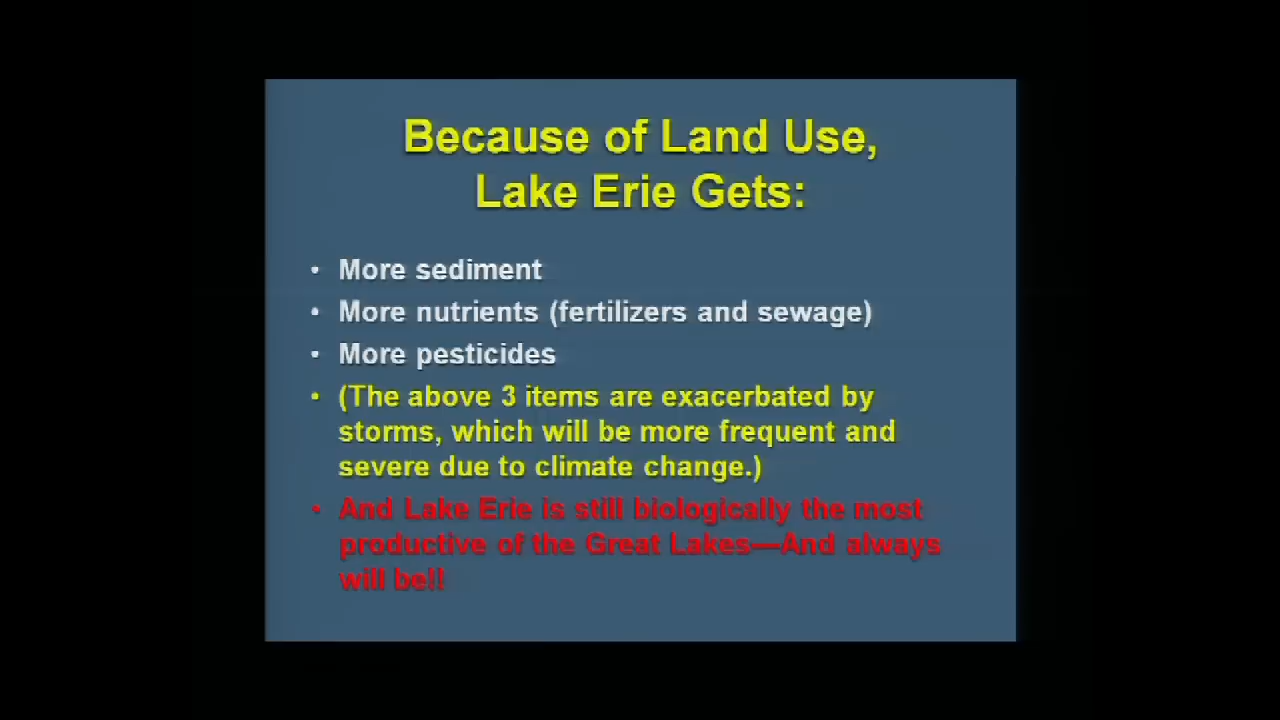 Because of Land Use,
Lake Erie Gets:
• More sediment
• More nutrients (fertilizers and sewage)
• More pesticides
• (The above 3 items are exacerbated by
storms, which will be more frequent and
severe due to climate change.)
• And Lake Erie is still biologically the most
productive of the Great Lakes—And always
will be!!